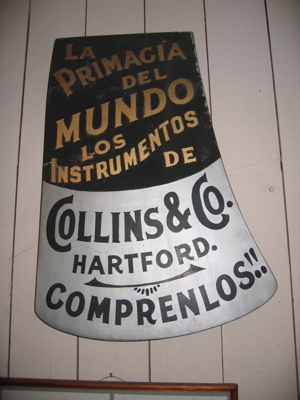 LA
PRIMACÍA
DEL
MUNDO
LOS
INSTRUMENTOS
DE
COLLINS & CO.
HARTFORD.
COMPRENLOS!!